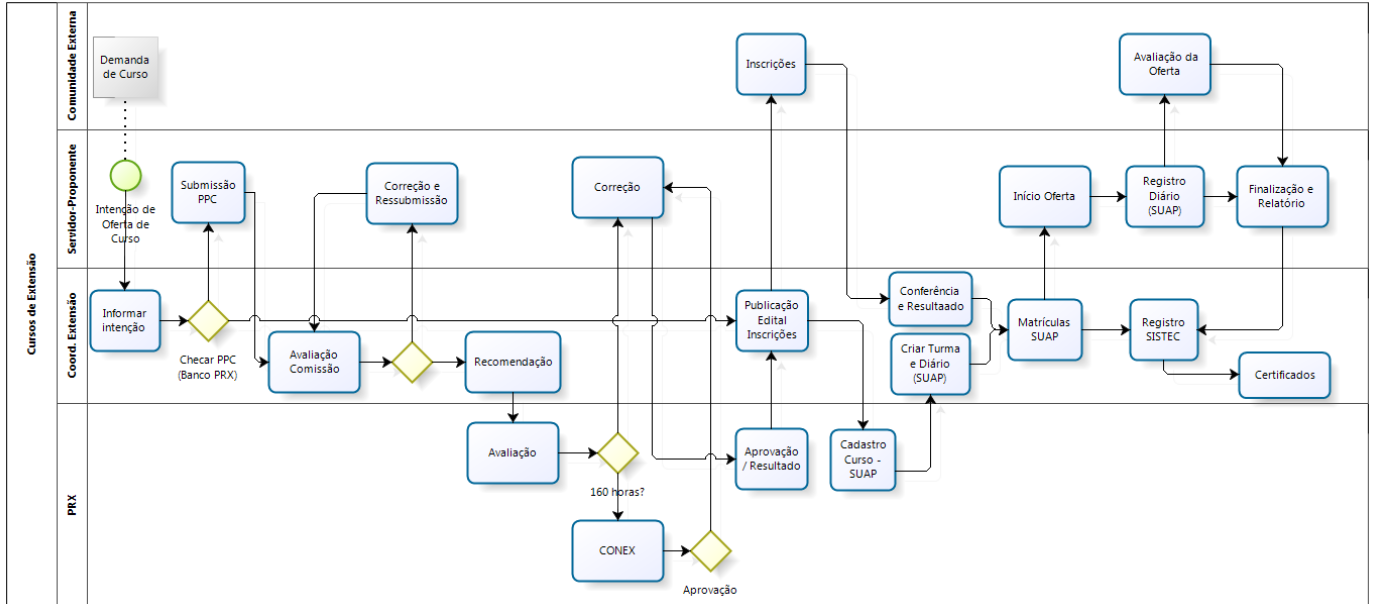 Cursos de Extensão
Comunidade Externa
Demanda
de Curso
Inscrições
Avaliação da
Oferta
Servidor-Proponente
Intenção de
Oferta de
Curso
Submissão
PPC
Correção e
Ressubmissão
Correção
Início Oferta
Registro
Diário
(SUAP)
Finalização e
Relatório
Coord. Extensão
Informar
intenção
Checar PPC
(Banco PRX)
Avaliação
Comissão
Recomendação
Publicação
Edital
Inscrições
Conferência
e Resultaado
Criar Turma
e Diário
(SUAP)
Matrículas
SUAP
Registro
SISTEC
Certificados
PRX
Avaliação
160 horas?
CONEX
Aprovação
Aprovação
/ Resultado
Cadastro
Curso -
SUAP